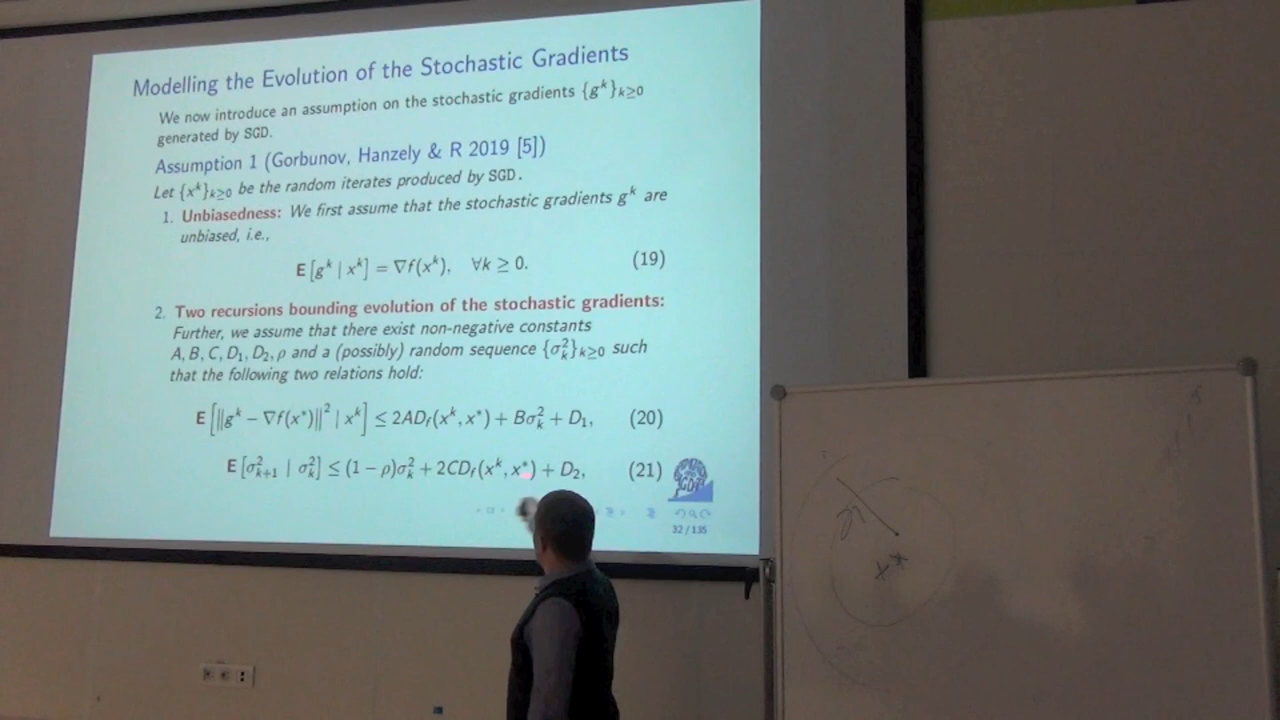 Modelling the Evolution of the Stochastic Gradients
We now introduce an assumption on the stochastic gradients {g^k}_{k≥0}
generated by SGD.
Assumption 1 (Gorbunov, Hanzely & R 2019 [5])
Let {x^k}_{k≥0} be the random iterates produced by SGD.
1. Unbiasedness: We first assume that the stochastic gradients g^k are
unbiased, i.e.,
E [g^k | x^k] = ∇f(x^k), ∀k ≥ 0. (19)
2. Two recursions bounding evolution of the stochastic gradients:
Further, we assume that there exist non-negative constants
A, B, C, D₁, D₂, ρ and a (possibly) random sequence {σ_k^2}_{k≥0} such
that the following two relations hold:
E [‖g^k − ∇f(x*)‖^2 | x^k] ≤ 2AD_f(x^k, x*) + Bσ_k^2 + D₁, (20)
E [σ_{k+1}^2 | σ_k^2] ≤ (1 − ρ)σ_k^2 + 2CD_f(x^k, x*) + D₂, (21)
32 / 135
x*